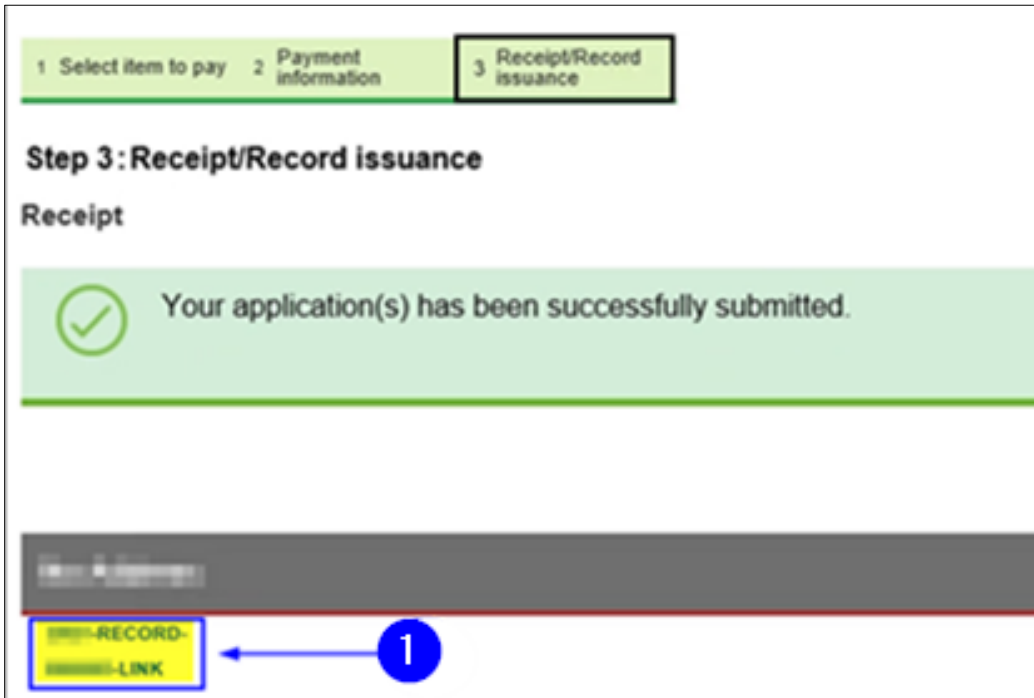 1 Select item to pay 2 Payment information 3 Receipt/Record issuance
Step 3: Receipt/Record issuance
Receipt
Your application(s) has been successfully submitted.
-RECORD-
-LINK
1